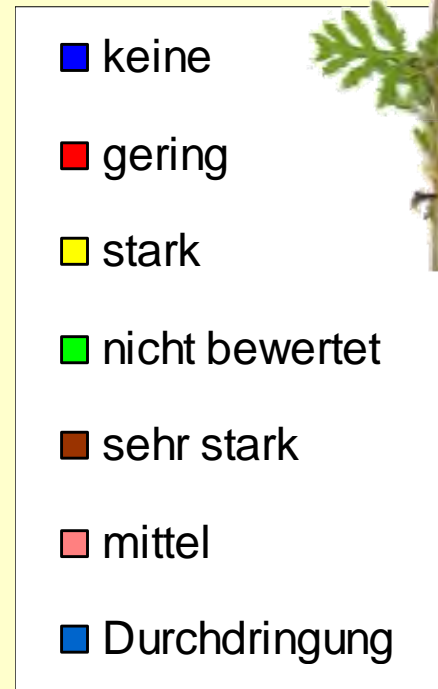 keine
gering
stark
nicht bewertet
sehr stark
mittel
Durchdringung